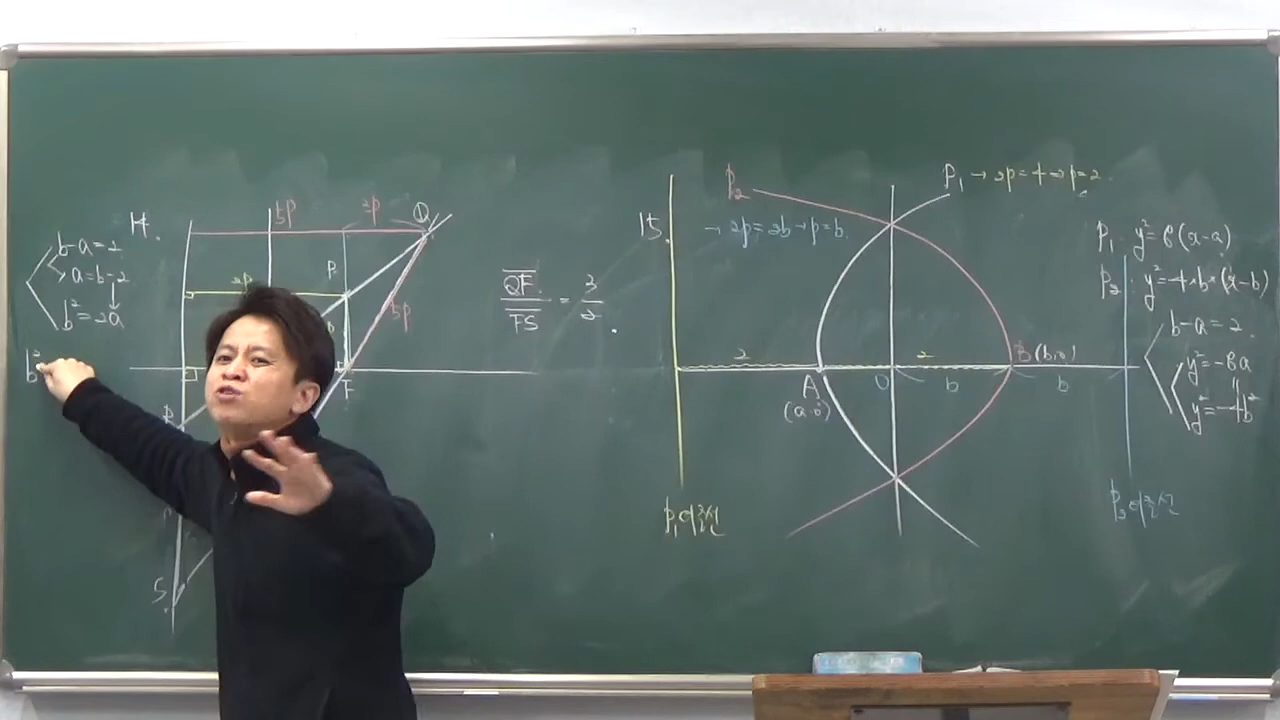 b-a=2
a=b-2
b²=2a
b²
14.
5p
2p
Q
2p
P
5p
F
R
S
QF/FS = 3/2
15.
P₂
→ 2p=2b→p=b
P₁ → 2p=4⇒p=2
2
2
A
(a,0)
O
b
B(b,0)
b
P₁의 준선
P₂의 준선
P₁: y²=8(x-a)
P₂: y²=-4×b×(x-b)
b-a=2
y²=-8a
॥
y²=-4b²